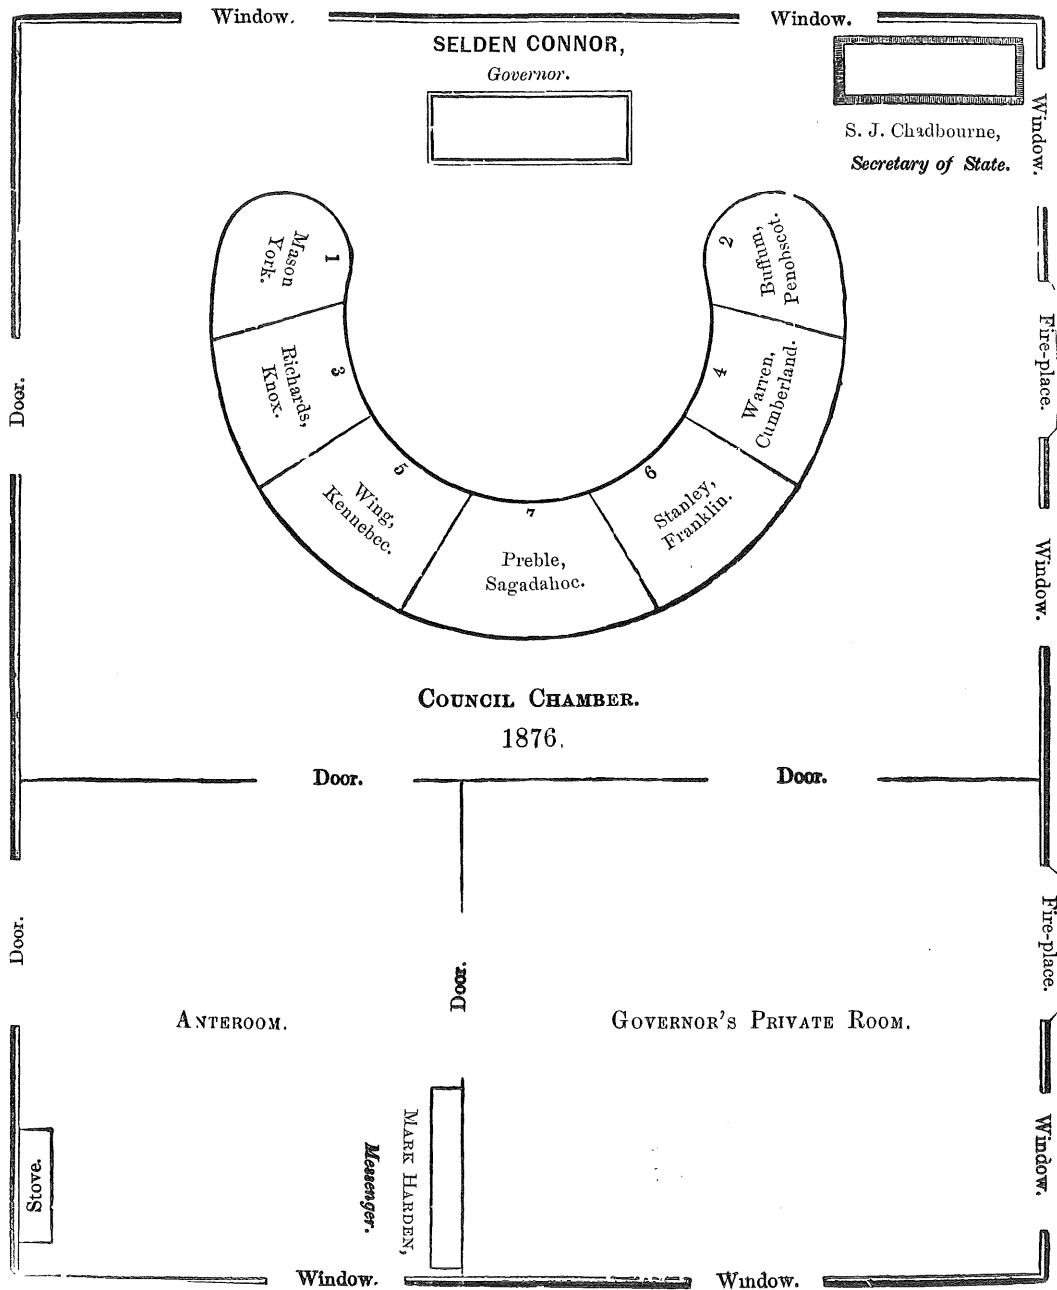 Window.
Window.
SELDEN CONNOR,
Governor.
S. J. Chadbourne,
Secretary of State.
Window.
1
Mason
York.
2
Buffum,
Penobscot.
3
Richards,
Knox.
4
Warren,
Cumberland.
Door.
Fire-place.
5
Wing,
Kennebec.
6
Stanley,
Franklin.
7
Preble,
Sagadahoc.
Window.
COUNCIL CHAMBER.
1876.
Door.
Door.
Door.
Door.
Fire-place.
ANTEROOM.
GOVERNOR'S PRIVATE ROOM.
Stove.
MARK HARDEN,
Messenger.
Window.
Window.
Window.